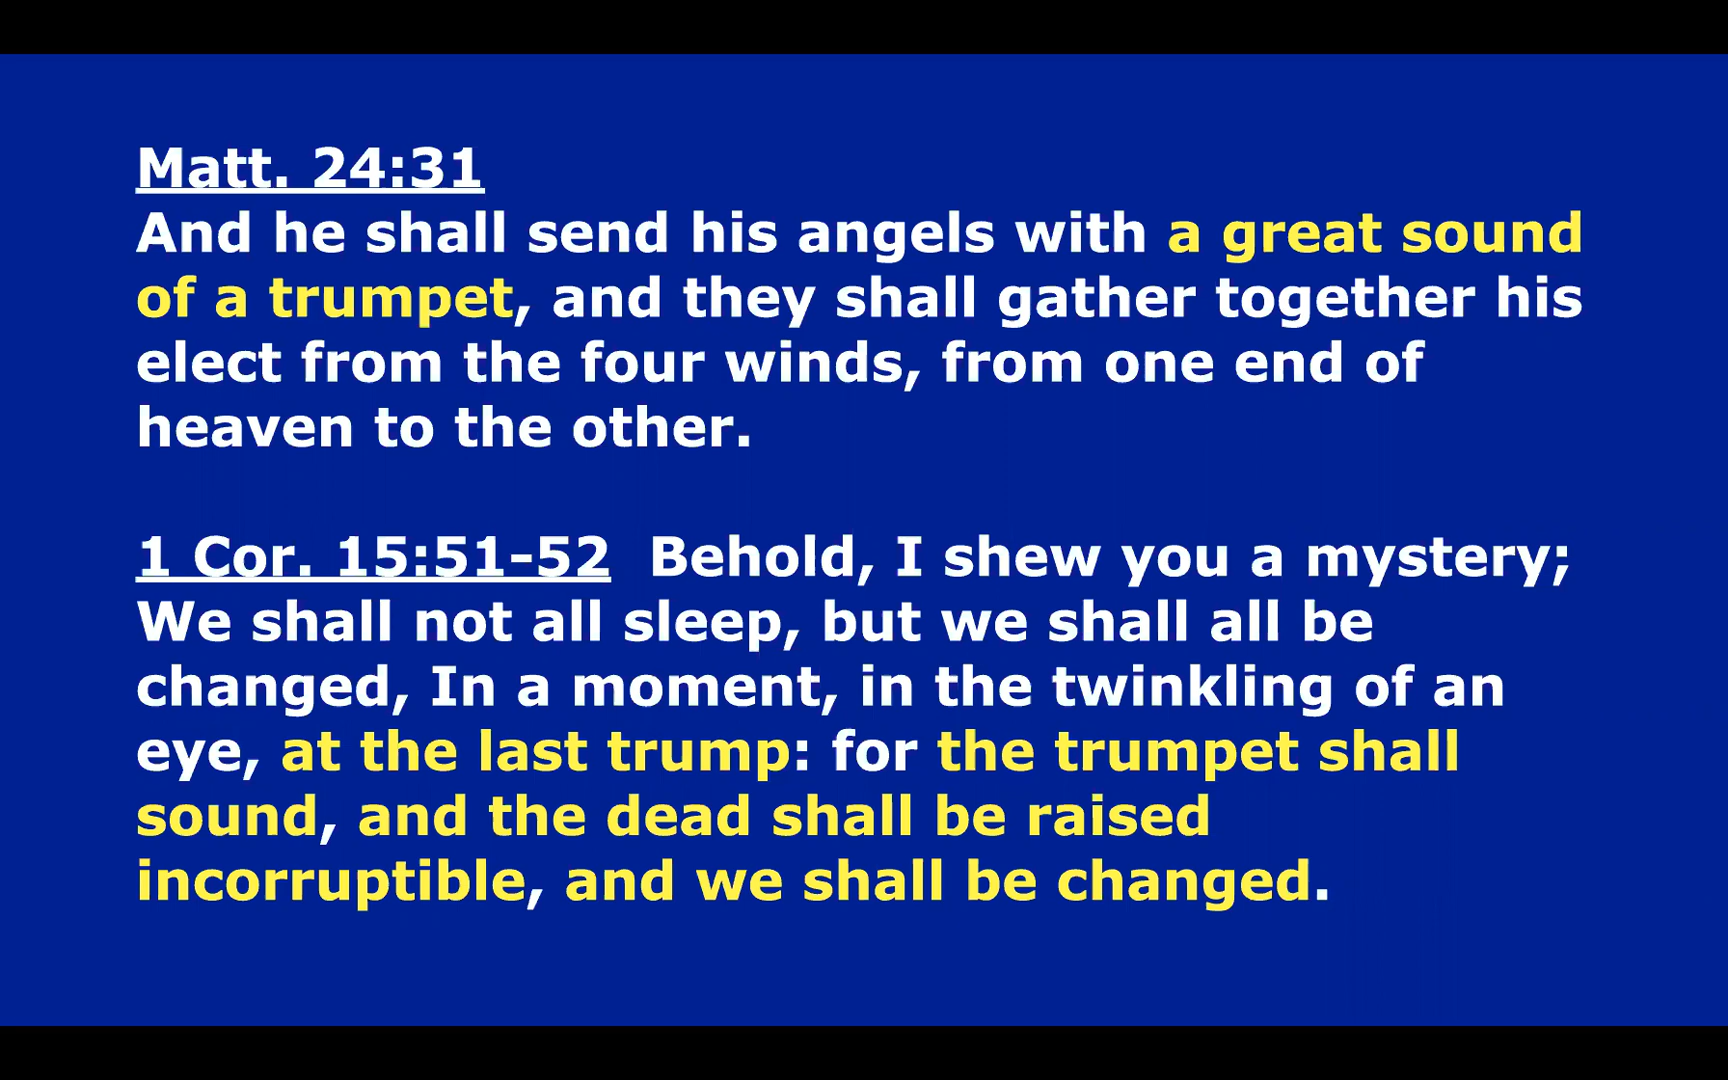 Matt. 24:31
And he shall send his angels with a great sound
of a trumpet, and they shall gather together his
elect from the four winds, from one end of
heaven to the other.
1 Cor. 15:51-52  Behold, I shew you a mystery;
We shall not all sleep, but we shall all be
changed, In a moment, in the twinkling of an
eye, at the last trump: for the trumpet shall
sound, and the dead shall be raised
incorruptible, and we shall be changed.